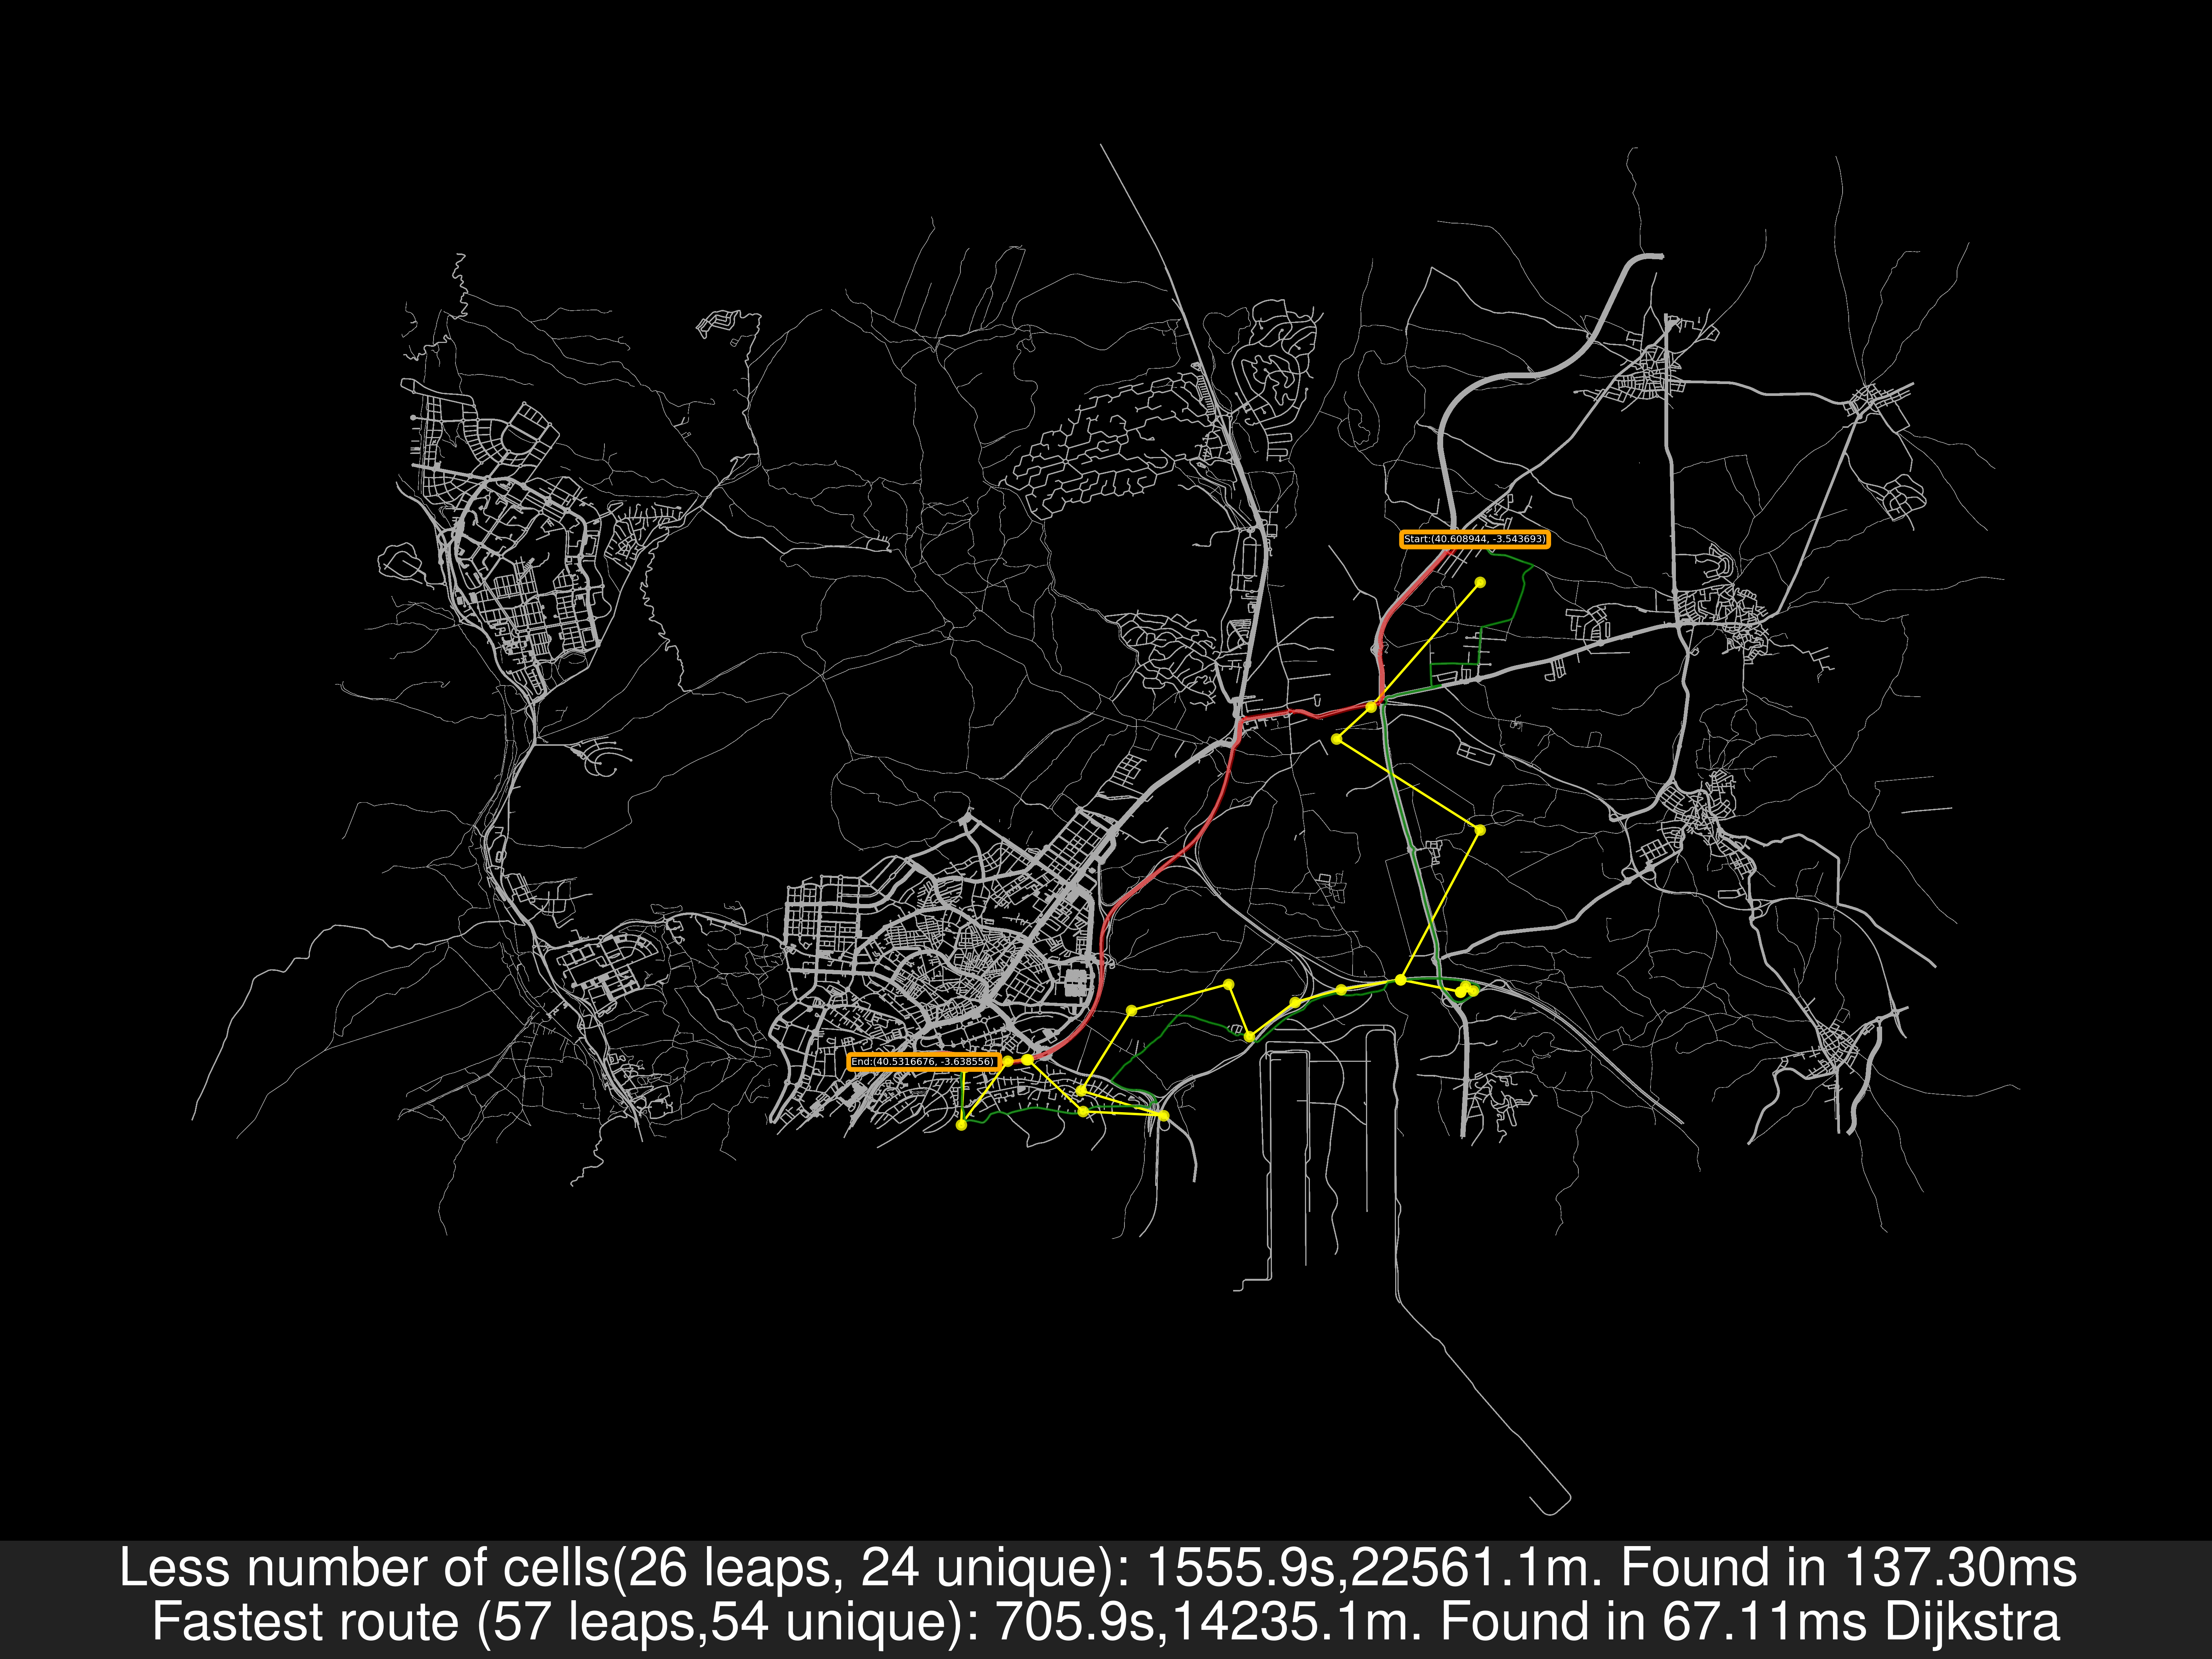 Start:(40.608944, -3.543693)
End:(40.5316676, -3.638556)
Less number of cells(26 leaps, 24 unique): 1555.9s,22561.1m. Found in 137.30ms
Fastest route (57 leaps,54 unique): 705.9s,14235.1m. Found in 67.11ms Dijkstra